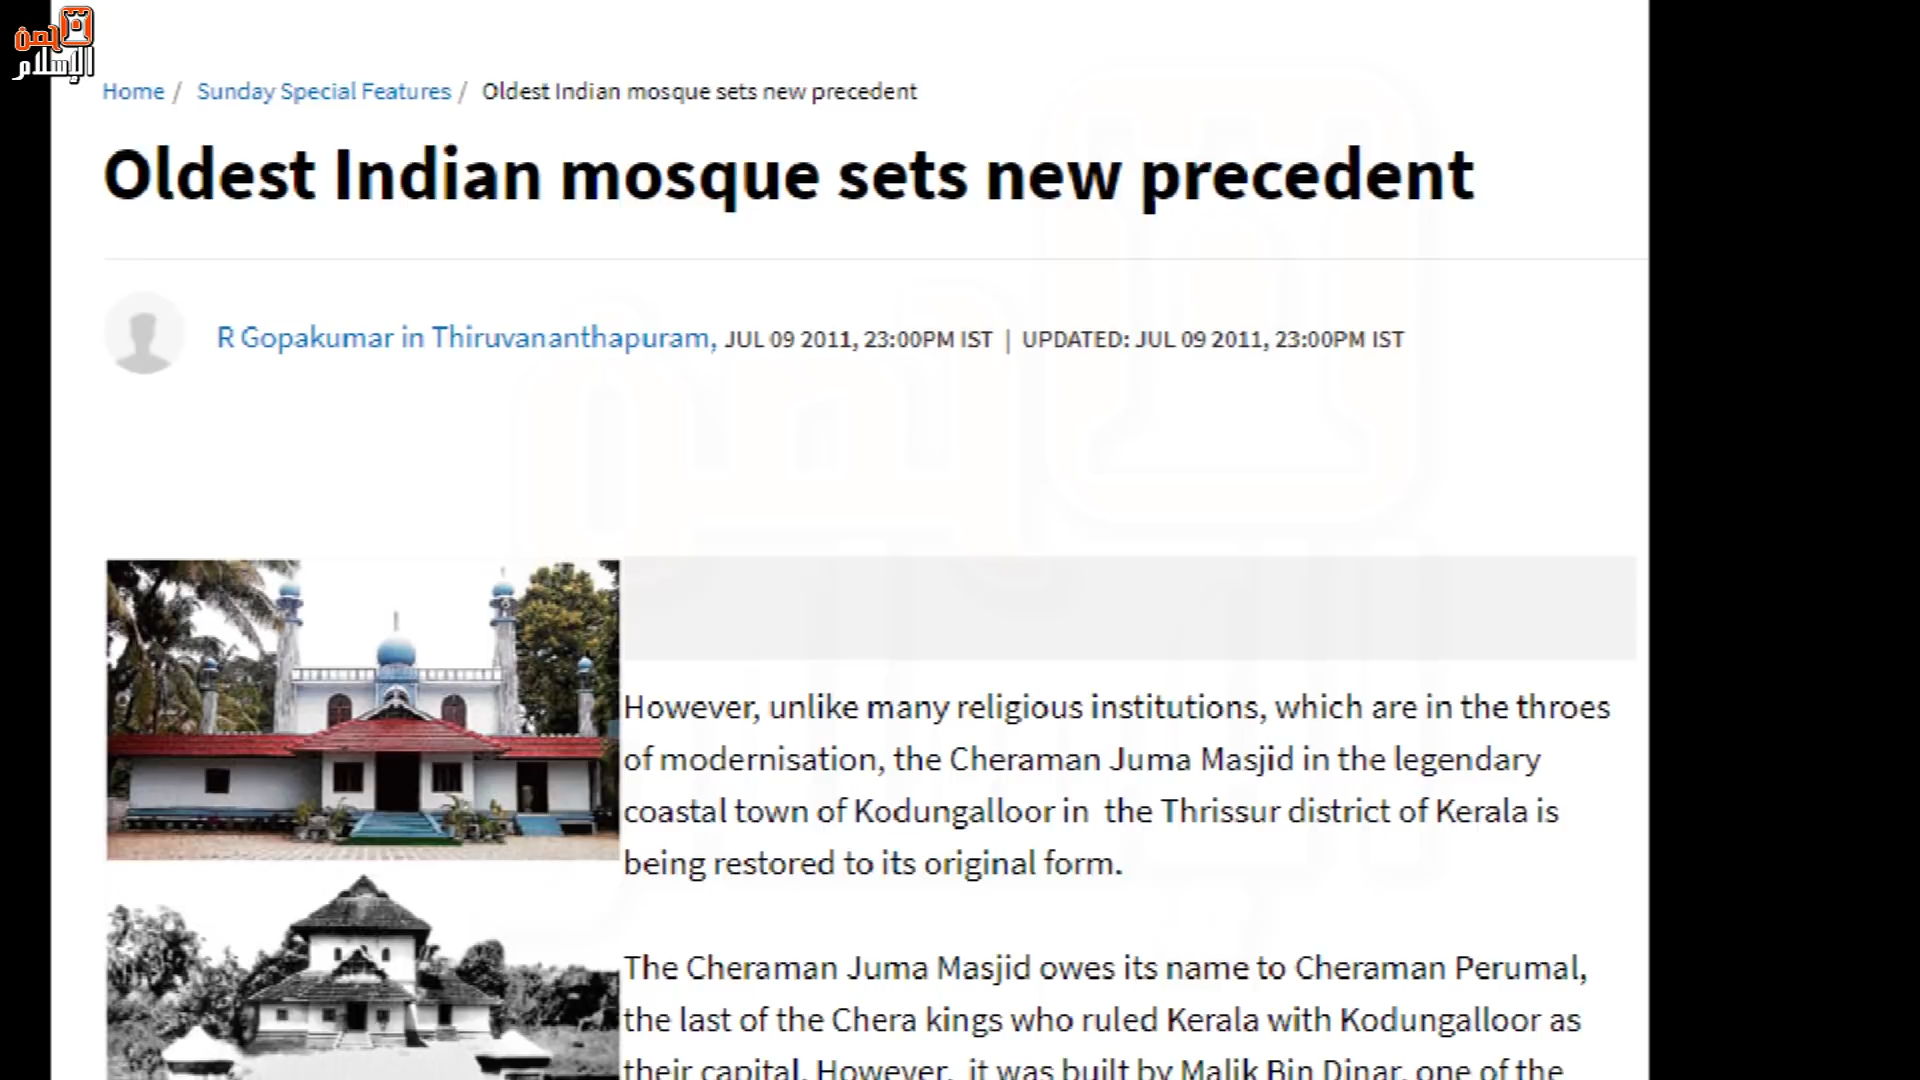 حصن
الإسلام
Home / Sunday Special Features / Oldest Indian mosque sets new precedent
Oldest Indian mosque sets new precedent
R Gopakumar in Thiruvananthapuram, JUL 09 2011, 23:00PM IST | UPDATED: JUL 09 2011, 23:00PM IST
However, unlike many religious institutions, which are in the throes
of modernisation, the Cheraman Juma Masjid in the legendary
coastal town of Kodungalloor in the Thrissur district of Kerala is
being restored to its original form.
The Cheraman Juma Masjid owes its name to Cheraman Perumal,
the last of the Chera kings who ruled Kerala with Kodungalloor as
their capital. However, it was built by Malik Bin Dinar, one of the